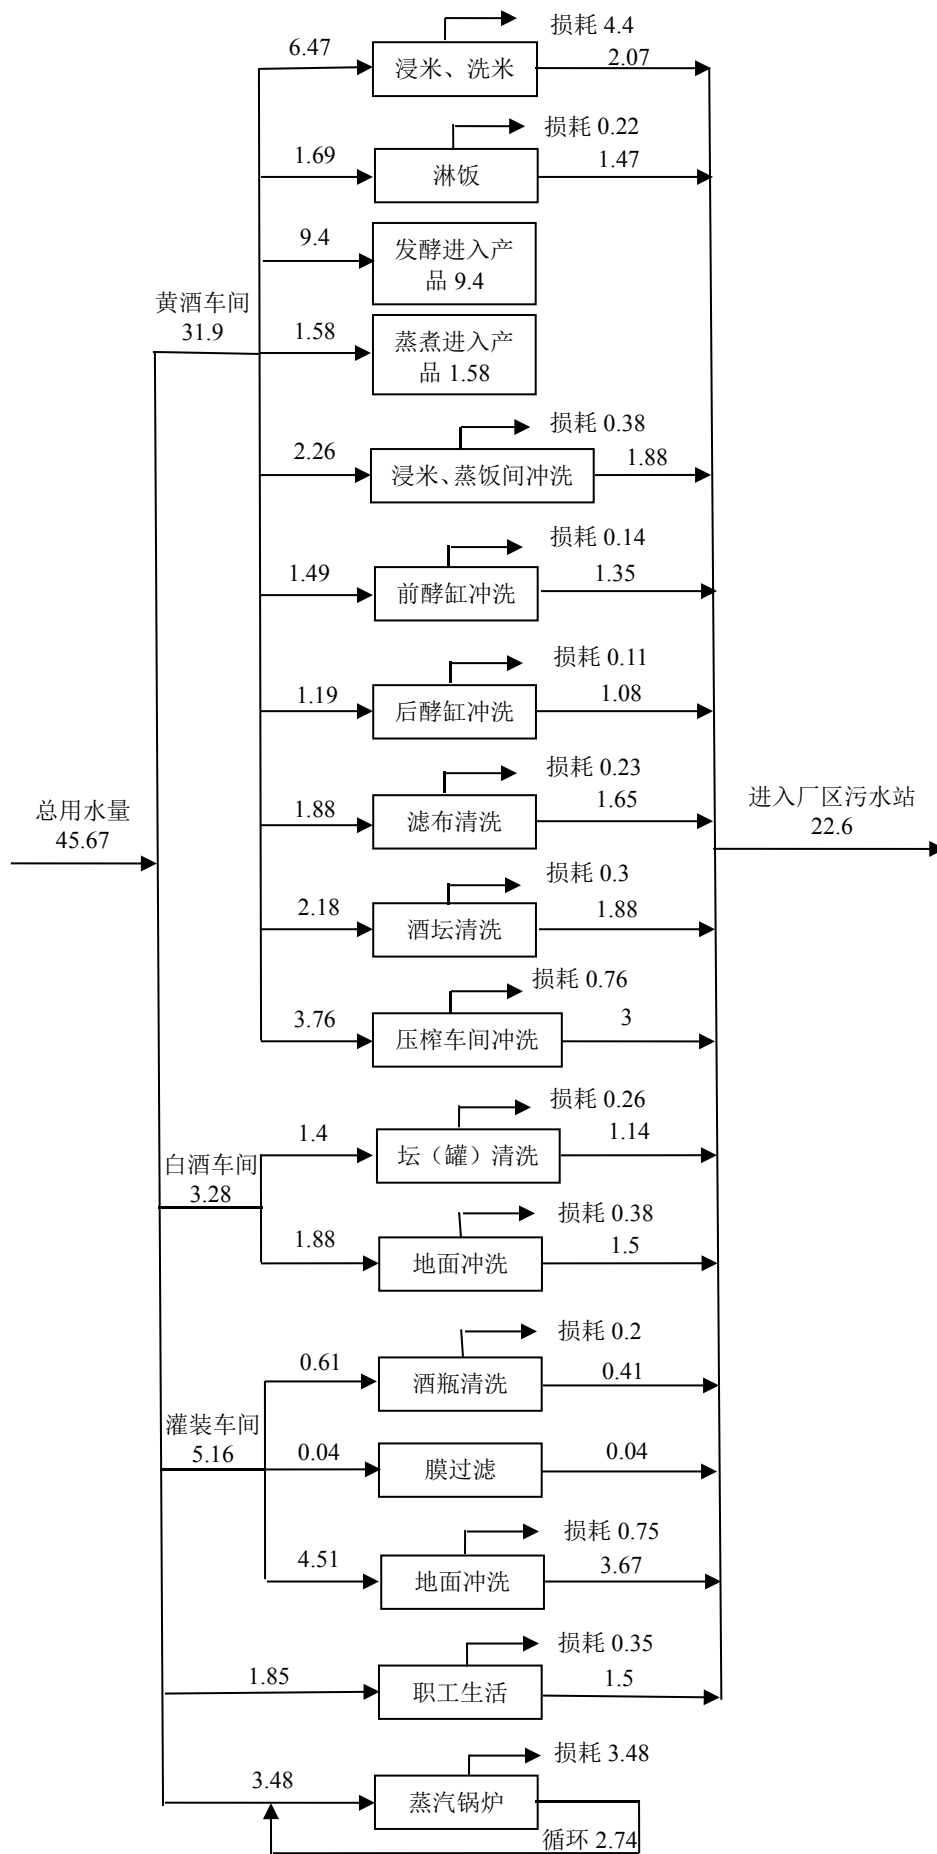 损耗 4.4
6.47
浸米、洗米
2.07
损耗 0.22
1.69
淋饭
1.47
9.4
发酵进入产
品 9.4
黄酒车间
31.9
1.58
蒸煮进入产
品 1.58
损耗 0.38
2.26
浸米、蒸饭间冲洗
1.88
损耗 0.14
1.49
前酵缸冲洗
1.35
损耗 0.11
1.19
后酵缸冲洗
1.08
损耗 0.23
1.88
滤布清洗
1.65
总用水量
45.67
进入厂区污水站
22.6
损耗 0.3
2.18
酒坛清洗
1.88
损耗 0.76
3.76
压榨车间冲洗
3
损耗 0.26
1.4
坛（罐）清洗
1.14
白酒车间
3.28
损耗 0.38
1.88
地面冲洗
1.5
损耗 0.2
0.61
酒瓶清洗
0.41
灌装车间
5.16
0.04
膜过滤
0.04
损耗 0.75
4.51
地面冲洗
3.67
损耗 0.35
1.85
职工生活
1.5
损耗 3.48
3.48
蒸汽锅炉
循环 2.74